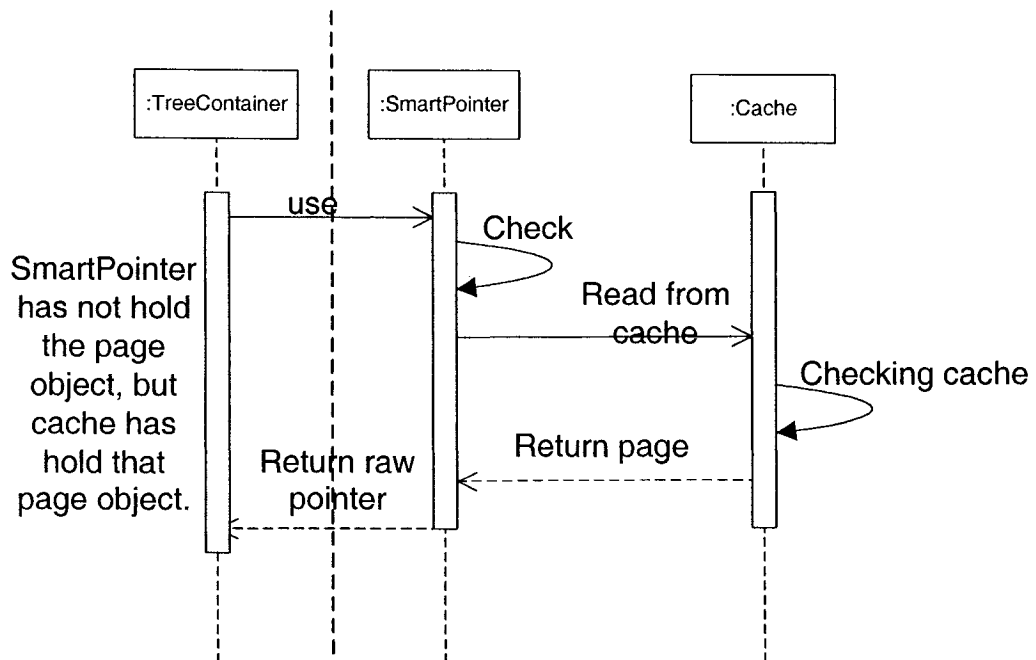 :TreeContainer
:SmartPointer
:Cache
use
Check
SmartPointer
has not hold
the page
object, but
cache has
hold that
page object.
Read from
cache
Checking cache
Return page
Return raw
pointer